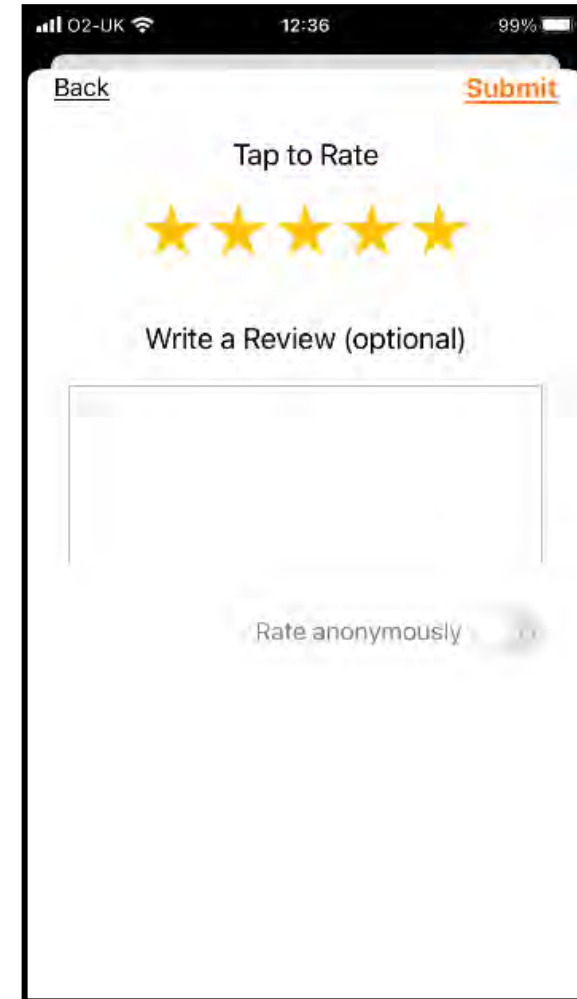 O2-UK 12:36 99%
Back Submit
Tap to Rate
Write a Review (optional)
Rate anonymously